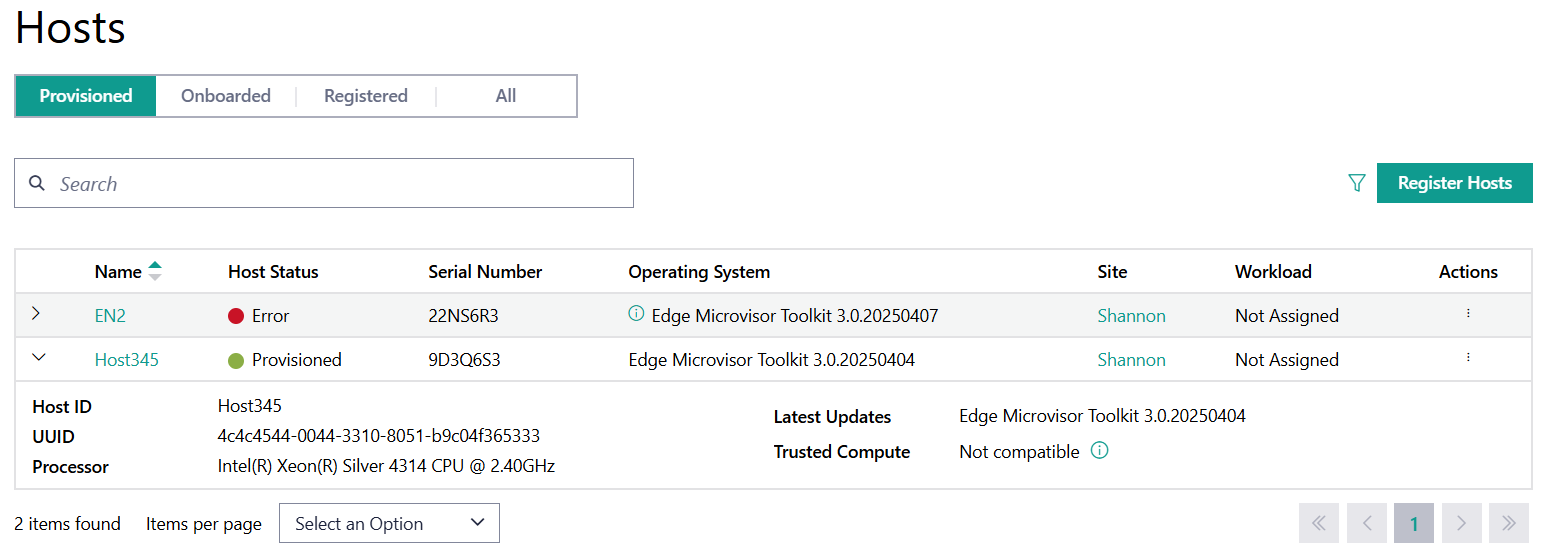 Hosts
Provisioned Onboarded Registered All
Search Register Hosts
Name Host Status Serial Number Operating System Site Workload Actions
EN2 Error 22NS6R3 Edge Microvisor Toolkit 3.0.20250407 Shannon Not Assigned
Host345 Provisioned 9D3Q6S3 Edge Microvisor Toolkit 3.0.20250404 Shannon Not Assigned
Host ID Host345
UUID 4c4c4544-0044-3310-8051-b9c04f365333
Processor Intel(R) Xeon(R) Silver 4314 CPU @ 2.40GHz
Latest Updates Edge Microvisor Toolkit 3.0.20250404
Trusted Compute Not compatible
2 items found Items per page Select an Option 1